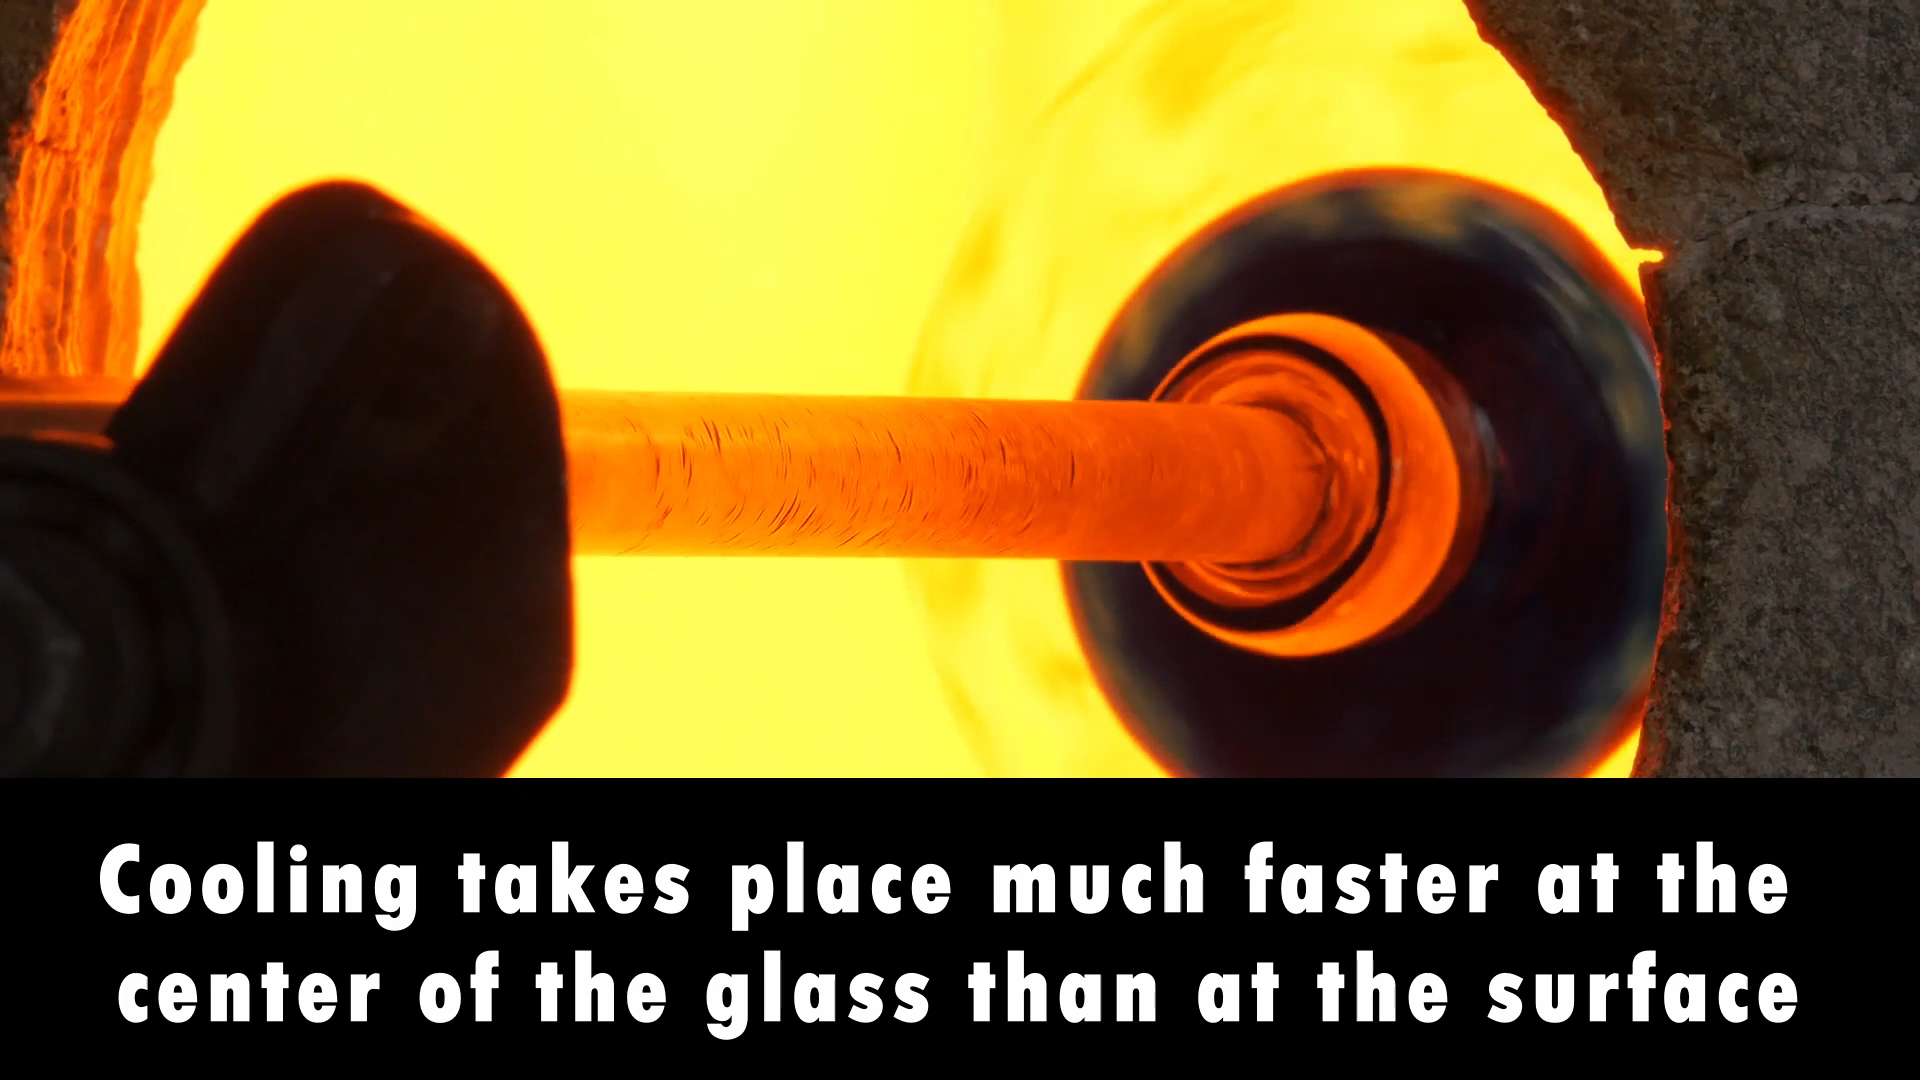 Cooling takes place much faster at the
center of the glass than at the surface